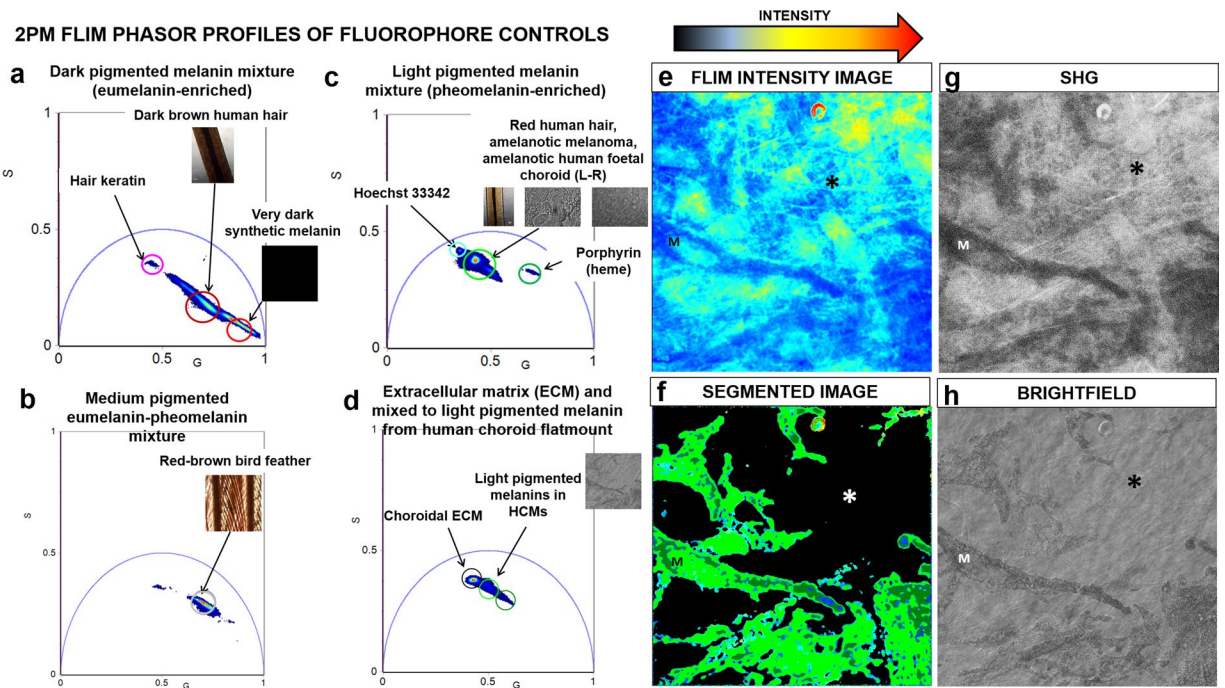 2PM FLIM PHASOR PROFILES OF FLUOROPHORE CONTROLS
INTENSITY
a
Dark pigmented melanin mixture
(eumelanin-enriched)
Dark brown human hair
Hair keratin
Very dark
synthetic melanin
S
1
0.5
0
0
0.5
1
G
c
Light pigmented melanin
mixture (pheomelanin-enriched)
Red human hair,
amelanotic melanoma,
amelanotic human foetal
choroid (L-R)
Hoechst 33342
Porphyrin
(heme)
S
1
0.5
0
0
0.5
1
G
b
Medium pigmented
eumelanin-pheomelanin
mixture
Red-brown bird feather
S
1
0.5
0
0
0.5
1
G
d
Extracellular matrix (ECM) and
mixed to light pigmented melanin
from human choroid flatmount
Light pigmented
melanins in
HCMs
Choroidal ECM
S
1
0.5
0
0
0.5
1
G
e
FLIM INTENSITY IMAGE
*
M
g
SHG
*
M
f
SEGMENTED IMAGE
*
M
h
BRIGHTFIELD
*
M